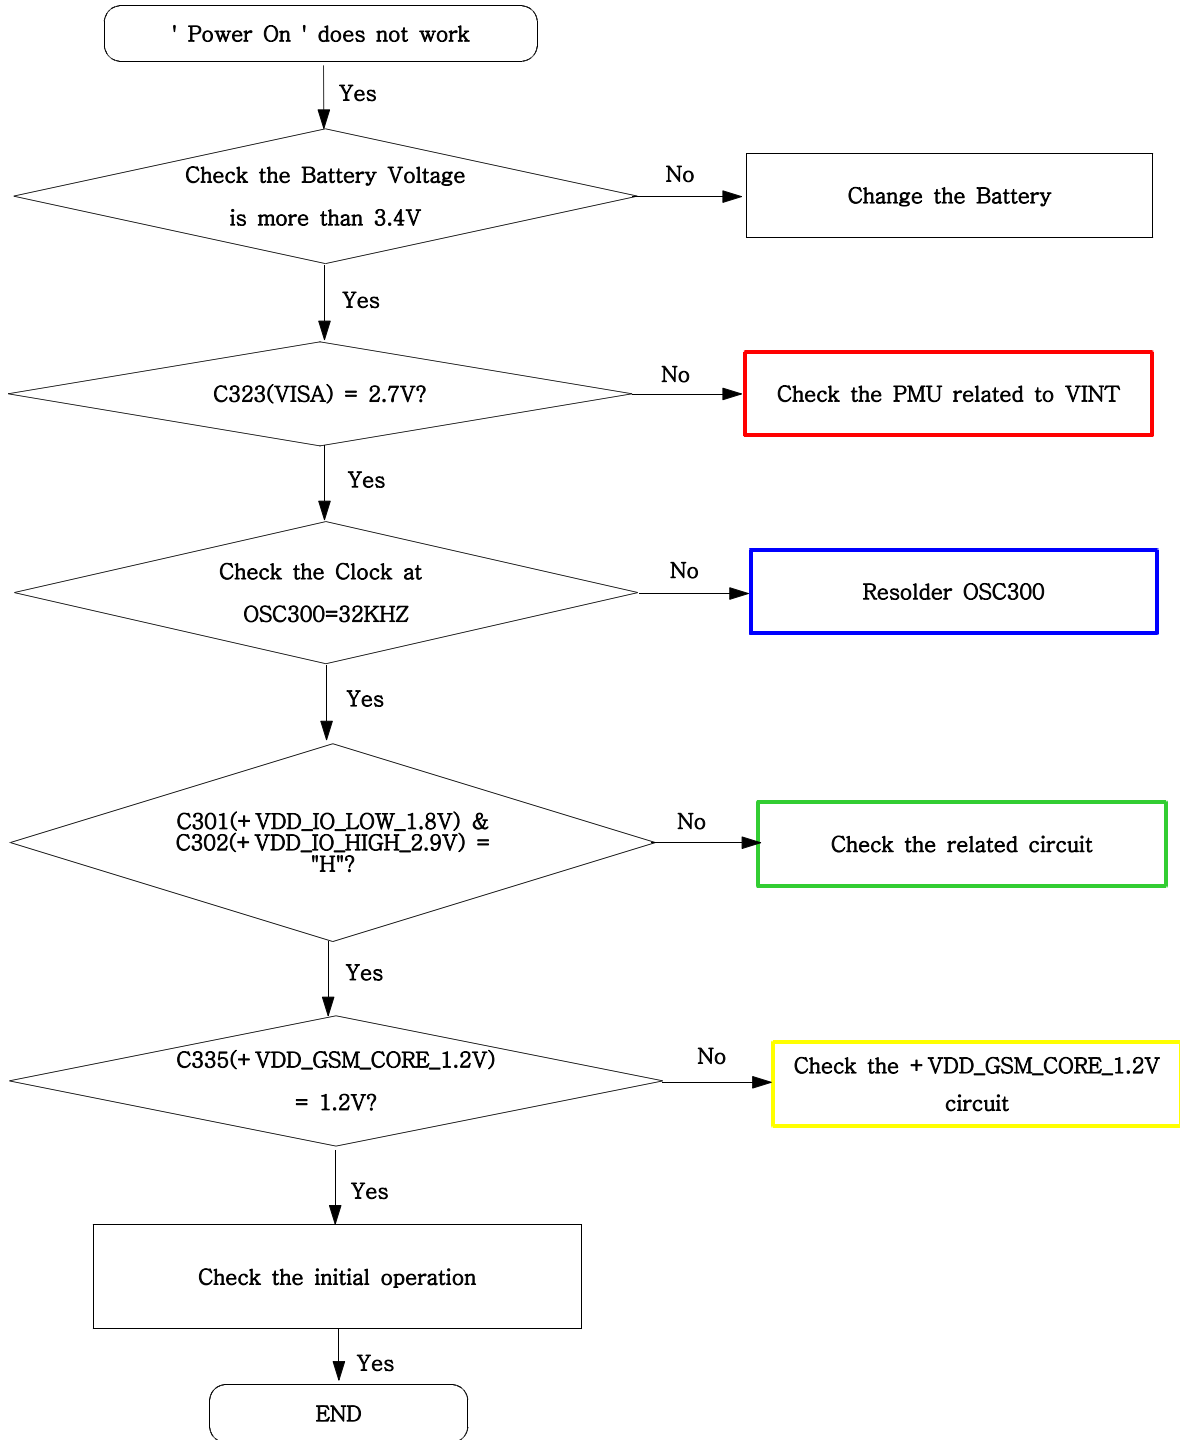 ' Power On ' does not work
Yes
Check the Battery Voltage
is more than 3.4V
No
Change the Battery
Yes
C323(VISA) = 2.7V?
No
Check the PMU related to VINT
Yes
Check the Clock at
OSC300=32KHZ
No
Resolder OSC300
Yes
C301(+VDD_IO_LOW_1.8V) &
C302(+VDD_IO_HIGH_2.9V) =
"H"?
No
Check the related circuit
Yes
C335(+VDD_GSM_CORE_1.2V)
= 1.2V?
No
Check the +VDD_GSM_CORE_1.2V
circuit
Yes
Check the initial operation
Yes
END